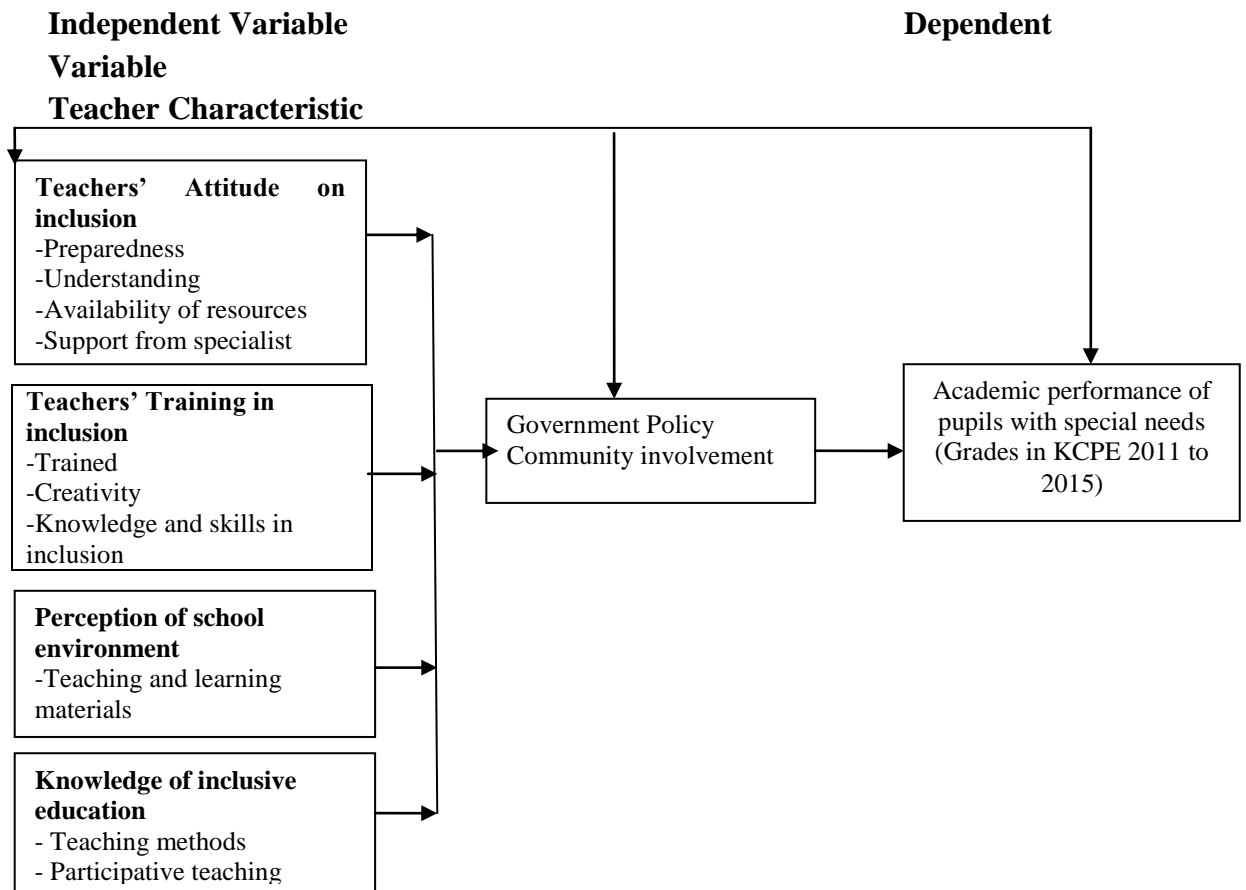 Independent Variable Dependent
Variable
Teacher Characteristic
Teachers’ Attitude on
inclusion
-Preparedness
-Understanding
-Availability of resources
-Support from specialist
Teachers’ Training in
inclusion
-Trained
-Creativity
-Knowledge and skills in
inclusion
Perception of school
environment
-Teaching and learning
materials
Knowledge of inclusive
education
- Teaching methods
- Participative teaching
Government Policy
Community involvement
Academic performance of
pupils with special needs
(Grades in KCPE 2011 to
2015)